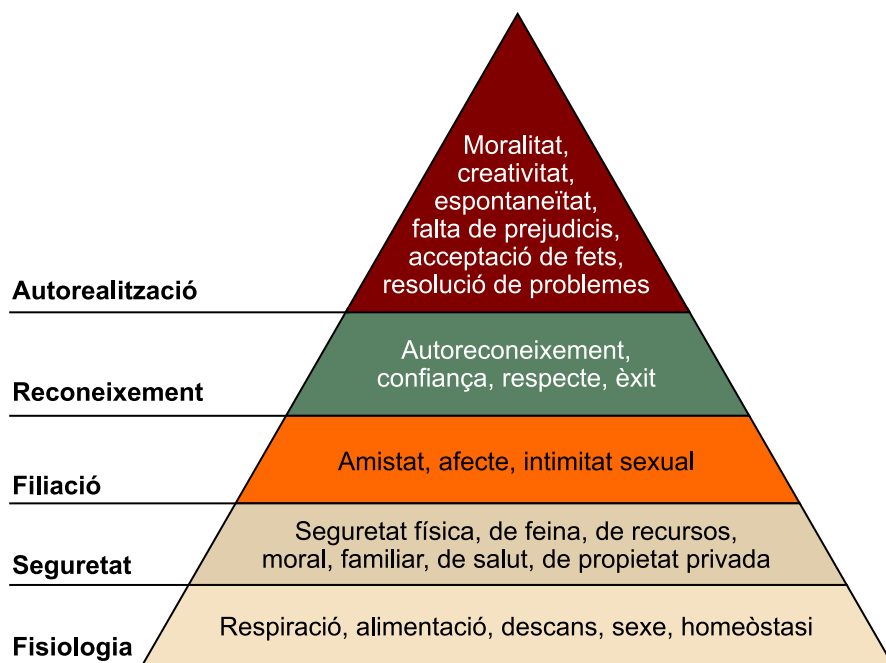 Moralitat,
creativitat,
espontaneïtat,
falta de prejudicis,
acceptació de fets,
resolució de problemes
Autorealització
Autoreconeixement,
confiança, respecte, èxit
Reconeixement
Amistat, afecte, intimitat sexual
Filiació
Seguretat física, de feina, de recursos,
moral, familiar, de salut, de propietat privada
Seguretat
Respiració, alimentació, descans, sexe, homeòstasi
Fisiologia